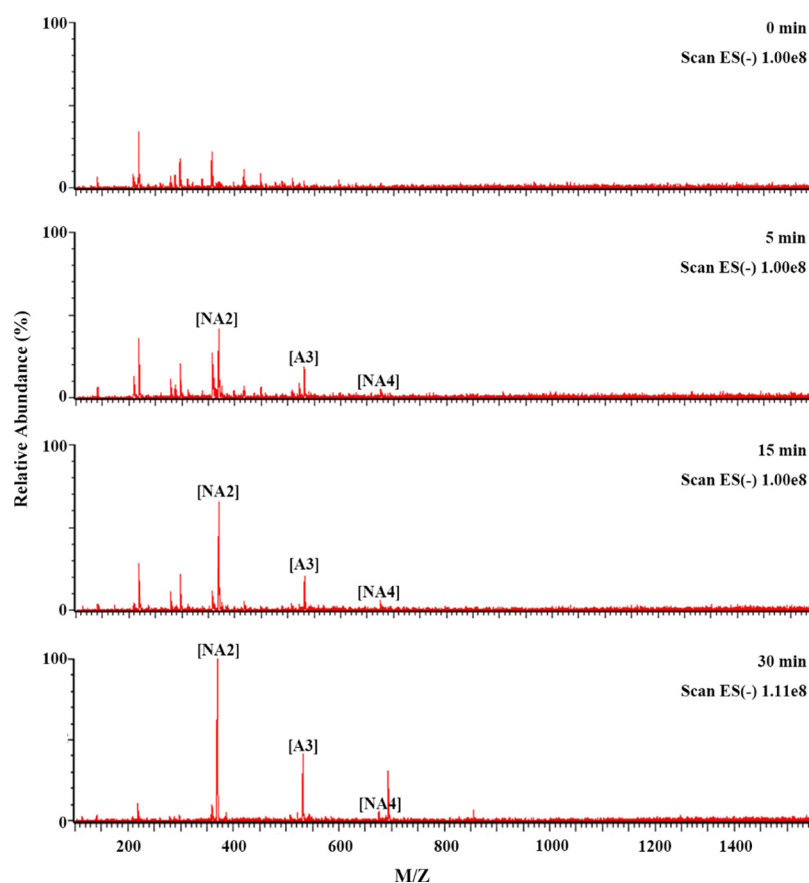 100
0 min
Scan ES(-) 1.00e8
0
100
5 min
Scan ES(-) 1.00e8
[NA2]
[A3]
[NA4]
0
Relative Abundance (%)
100
15 min
Scan ES(-) 1.00e8
[NA2]
[A3]
[NA4]
0
100
[NA2]
30 min
Scan ES(-) 1.11e8
[A3]
[NA4]
0
200 400 600 800 1000 1200 1400
M/Z